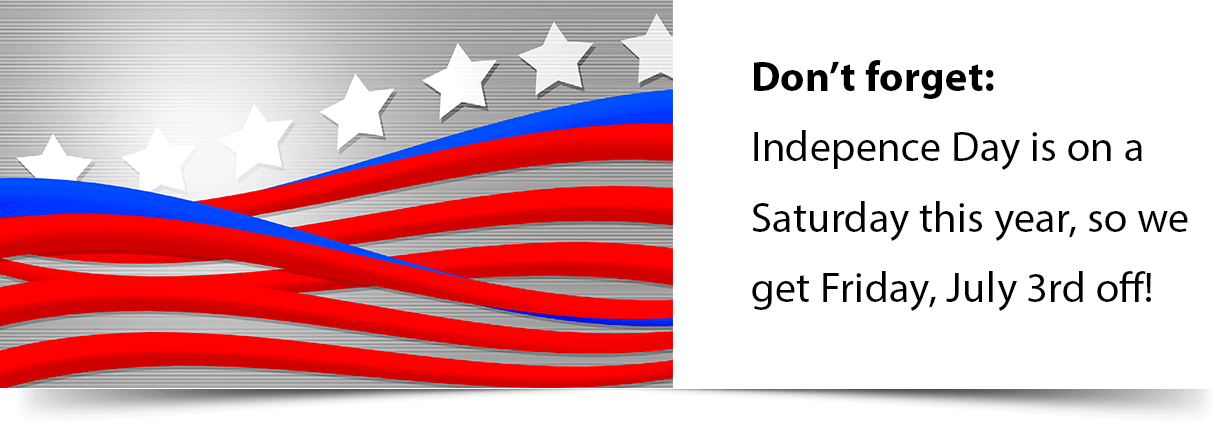 Don’t forget:
Indepence Day is on a
Saturday this year, so we
get Friday, July 3rd off!